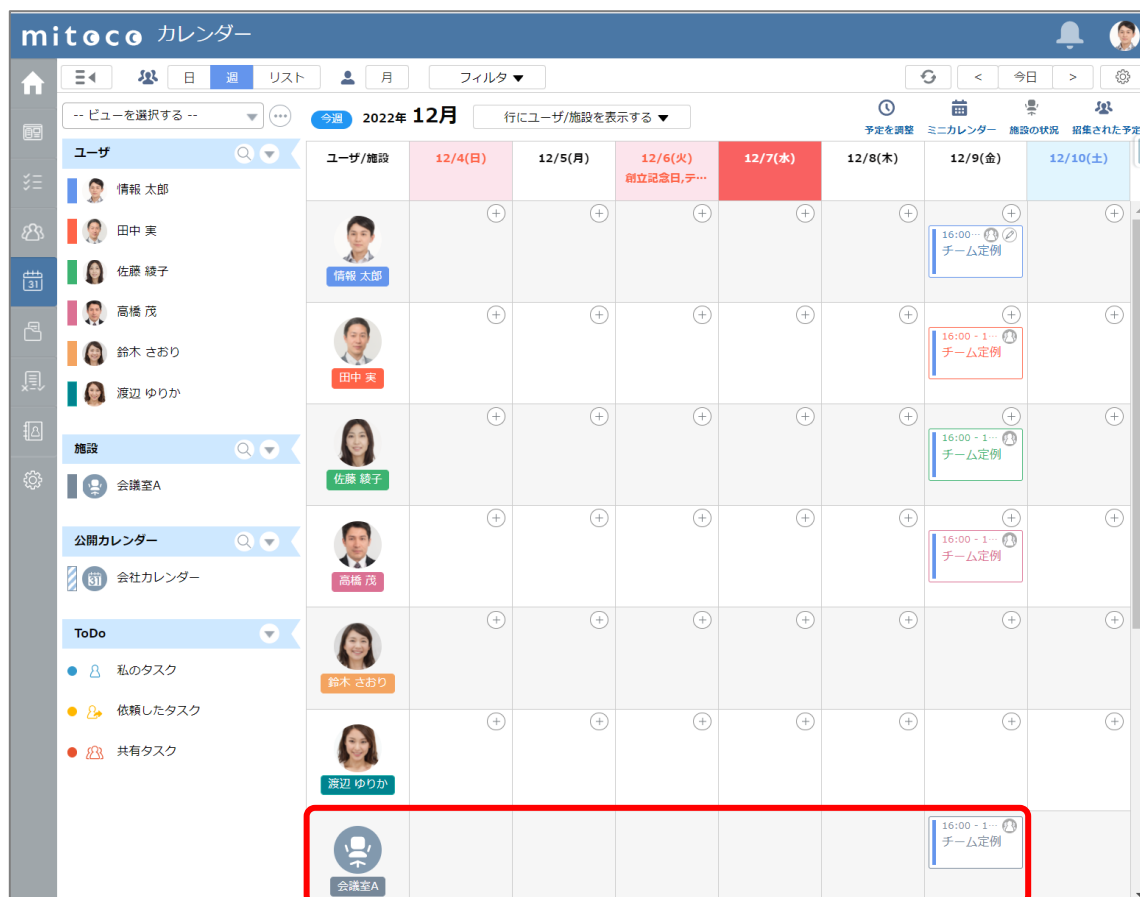 mitoco カレンダー
日 週 リスト 月 フィルタ ▼ < 今日 >
-- ビューを選択する --
今週 2022年 12月 行にユーザ/施設を表示する ▼
予定を調整 ミニカレンダー 施設の状況 招集された予定
ユーザ
情報 太郎
田中 実
佐藤 綾子
高橋 茂
鈴木 さおり
渡辺 ゆりか
施設
会議室A
公開カレンダー
31 会社カレンダー
ToDo
私のタスク
依頼したタスク
共有タスク
31
ユーザ/施設 12/4(日) 12/5(月) 12/6(火) 12/7(水) 12/8(木) 12/9(金) 12/10(土)
創立記念日,デ…
情報 太郎
16:00…
チーム定例
田中 実
16:00 - 1…
チーム定例
佐藤 綾子
16:00 - 1…
チーム定例
高橋 茂
16:00 - 1…
チーム定例
鈴木 さおり
渡辺 ゆりか
会議室A
16:00 - 1…
チーム定例